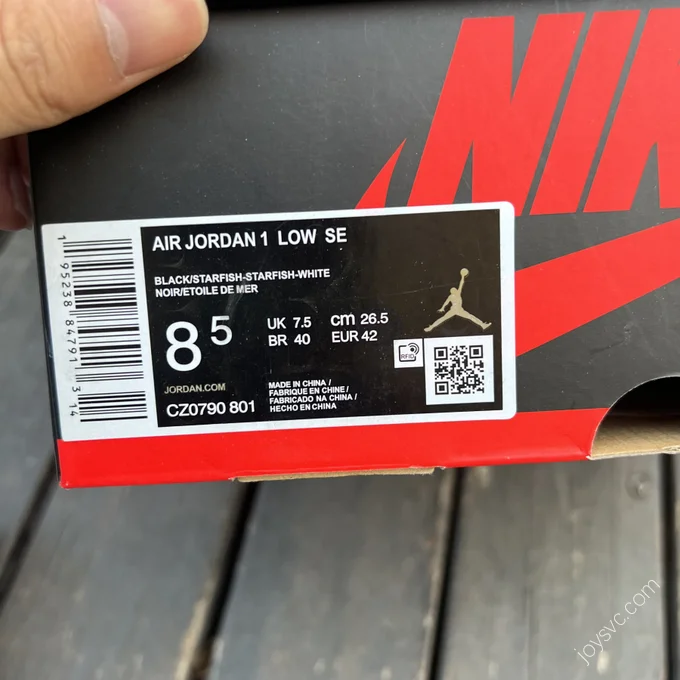 NIK
AIR JORDAN 1 LOW SE
BLACK/STARFISH-STARFISH-WHITE
NOIR/ETOILE DE MER
8 5
UK 7.5 cm 26.5
BR 40 EUR 42
RFID
JORDAN.COM
CZ0790 801
MADE IN CHINA /
FABRIQUE EN CHINE /
FABRICADO NA CHINA /
HECHO EN CHINA
1 95238 84791 3 14
joysvc.com